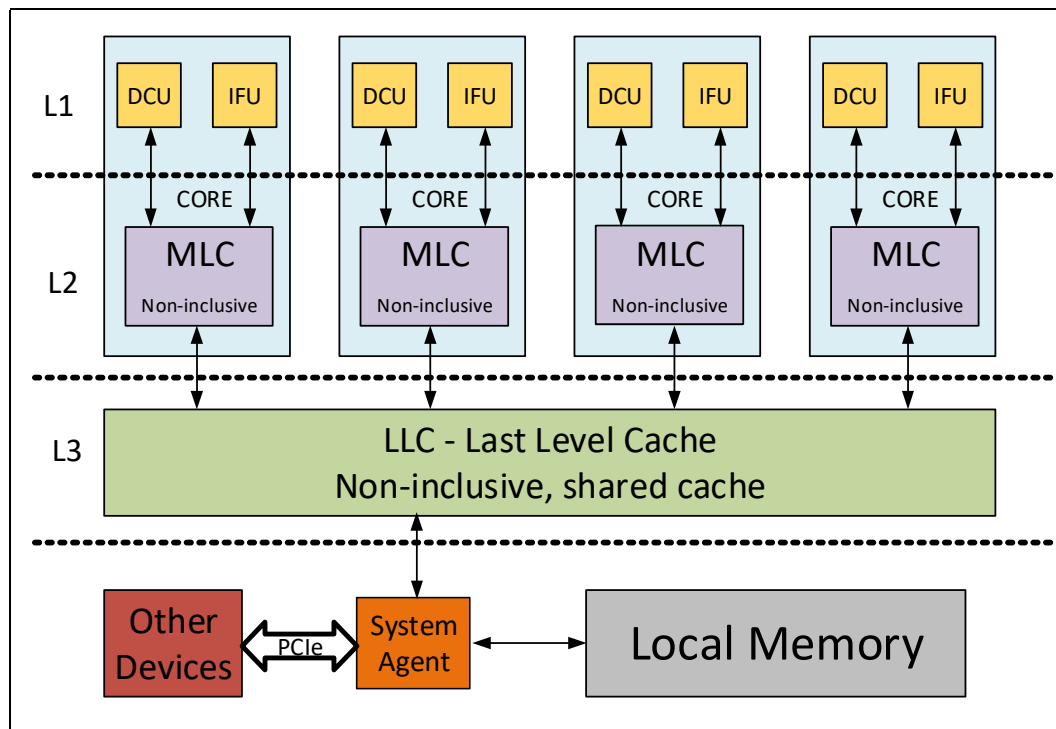 L1
DCU
IFU
DCU
IFU
DCU
IFU
DCU
IFU
CORE
CORE
CORE
CORE
L2
MLC
Non-inclusive
MLC
Non-inclusive
MLC
Non-inclusive
MLC
Non-inclusive
L3
LLC - Last Level Cache
Non-inclusive, shared cache
Other
Devices
PCIe
System
Agent
Local Memory